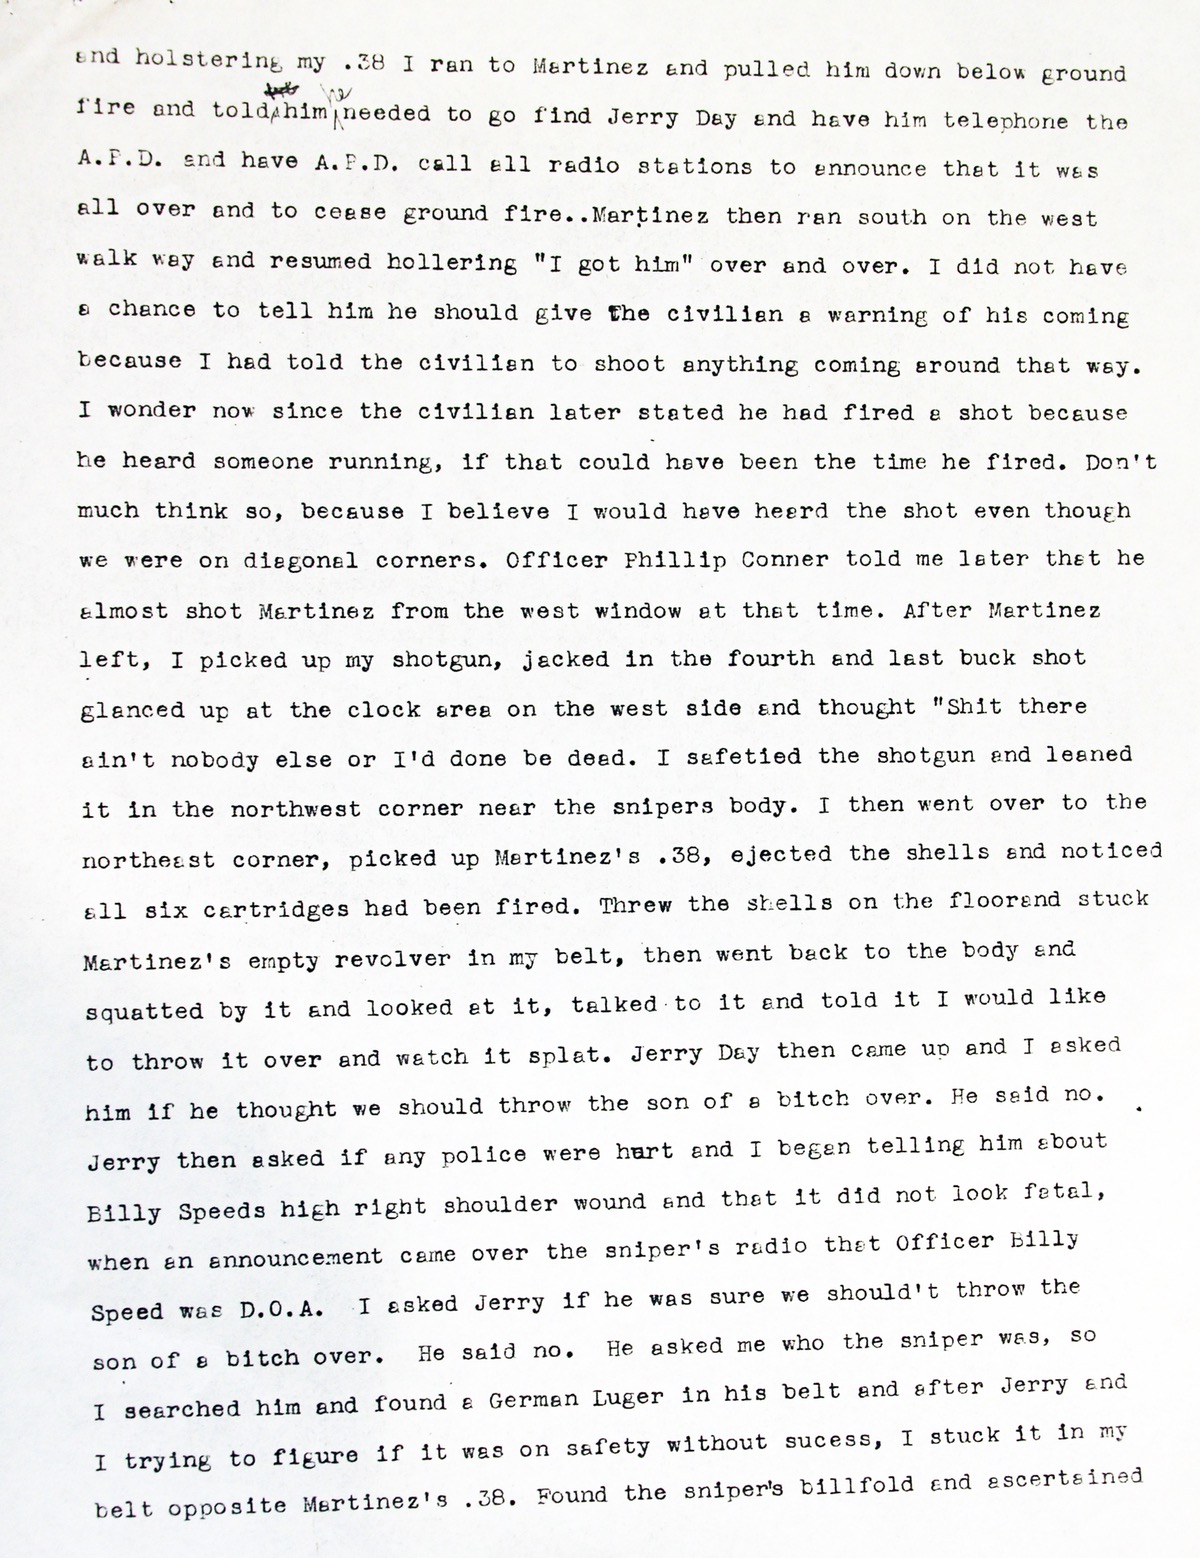 and holstering my .38 I ran to Martinez and pulled him down below ground
fire and told him he needed to go find Jerry Day and have him telephone the
A.P.D. and have A.P.D. call all radio stations to announce that it was
all over and to cease ground fire..Martinez then ran south on the west
walk way and resumed hollering "I got him" over and over. I did not have
a chance to tell him he should give the civilian a warning of his coming
because I had told the civilian to shoot anything coming around that way.
I wonder now since the civilian later stated he had fired a shot because
he heard someone running, if that could have been the time he fired. Don't
much think so, because I believe I would have heard the shot even though
we were on diagonal corners. Officer Phillip Conner told me later that he
almost shot Martinez from the west window at that time. After Martinez
left, I picked up my shotgun, jacked in the fourth and last buck shot
glanced up at the clock area on the west side and thought "Shit there
ain't nobody else or I'd done be dead. I safetied the shotgun and leaned
it in the northwest corner near the snipers body. I then went over to the
northeast corner, picked up Martinez's .38, ejected the shells and noticed
all six cartridges had been fired. Threw the shells on the floorand stuck
Martinez's empty revolver in my belt, then went back to the body and
squatted by it and looked at it, talked to it and told it I would like
to throw it over and watch it splat. Jerry Day then came up and I asked
him if he thought we should throw the son of a bitch over. He said no.
Jerry then asked if any police were hurt and I began telling him about
Billy Speeds high right shoulder wound and that it did not look fatal,
when an announcement came over the sniper's radio that Officer Billy
Speed was D.O.A. I asked Jerry if he was sure we should't throw the
son of a bitch over. He said no. He asked me who the sniper was, so
I searched him and found a German Luger in his belt and after Jerry and
I trying to figure if it was on safety without sucess, I stuck it in my
belt opposite Martinez's .38. Found the sniper's billfold and ascertained